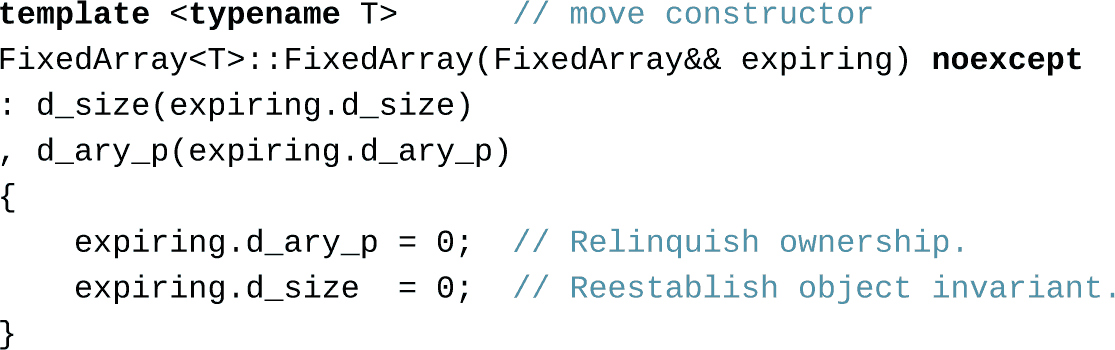 template <typename T>      // move constructor
FixedArray<T>::FixedArray(FixedArray&& expiring) noexcept
: d_size(expiring.d_size)
, d_ary_p(expiring.d_ary_p)
{
    expiring.d_ary_p = 0;  // Relinquish ownership.
    expiring.d_size  = 0;  // Reestablish object invariant.
}